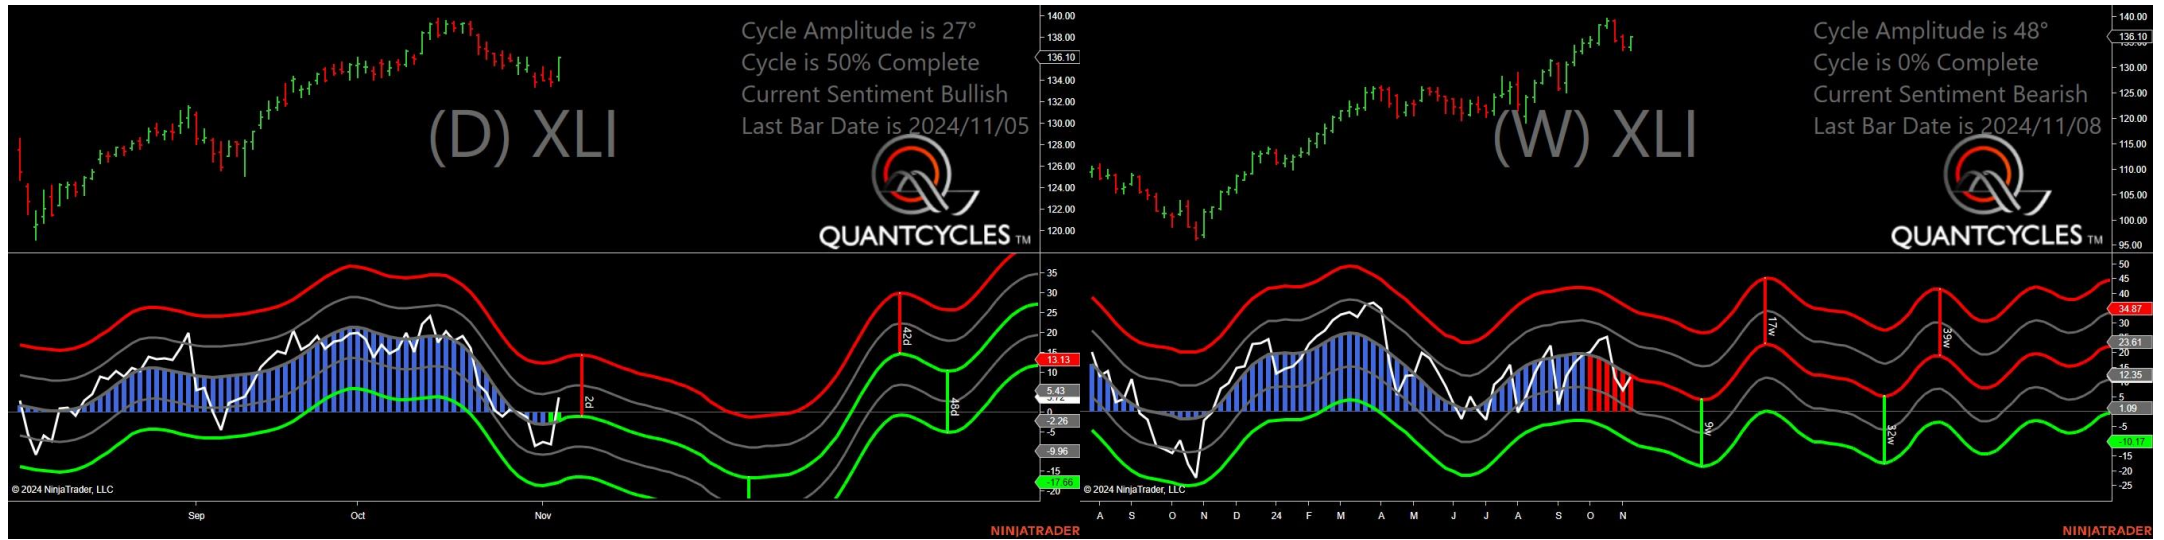 Cycle Amplitude is 27°
Cycle is 50% Complete
Current Sentiment Bullish
Last Bar Date is 2024/11/05
(D) XLI
QUANTCYCLES TM
140.00
138.00
136.10
134.00
132.00
130.00
128.00
126.00
124.00
122.00
120.00
35
30
25
20
15
13.13
10
5.43
0
-2.26
-5
-9.96
-15
-17.66
-20
2d
42d
48d
© 2024 NinjaTrader, LLC
Sep
Oct
Nov
NINJATRADER
Cycle Amplitude is 48°
Cycle is 0% Complete
Current Sentiment Bearish
Last Bar Date is 2024/11/08
(W) XLI
QUANTCYCLES TM
140.00
136.10
130.00
125.00
120.00
115.00
110.00
105.00
100.00
95.00
50
45
40
34.87
30
23.61
20
12.35
5
1.09
-5
-10.17
-15
-20
-25
9w
17w
32w
39w
© 2024 NinjaTrader, LLC
A S O N D 24 F M A M J J A S O N
NINJATRADER